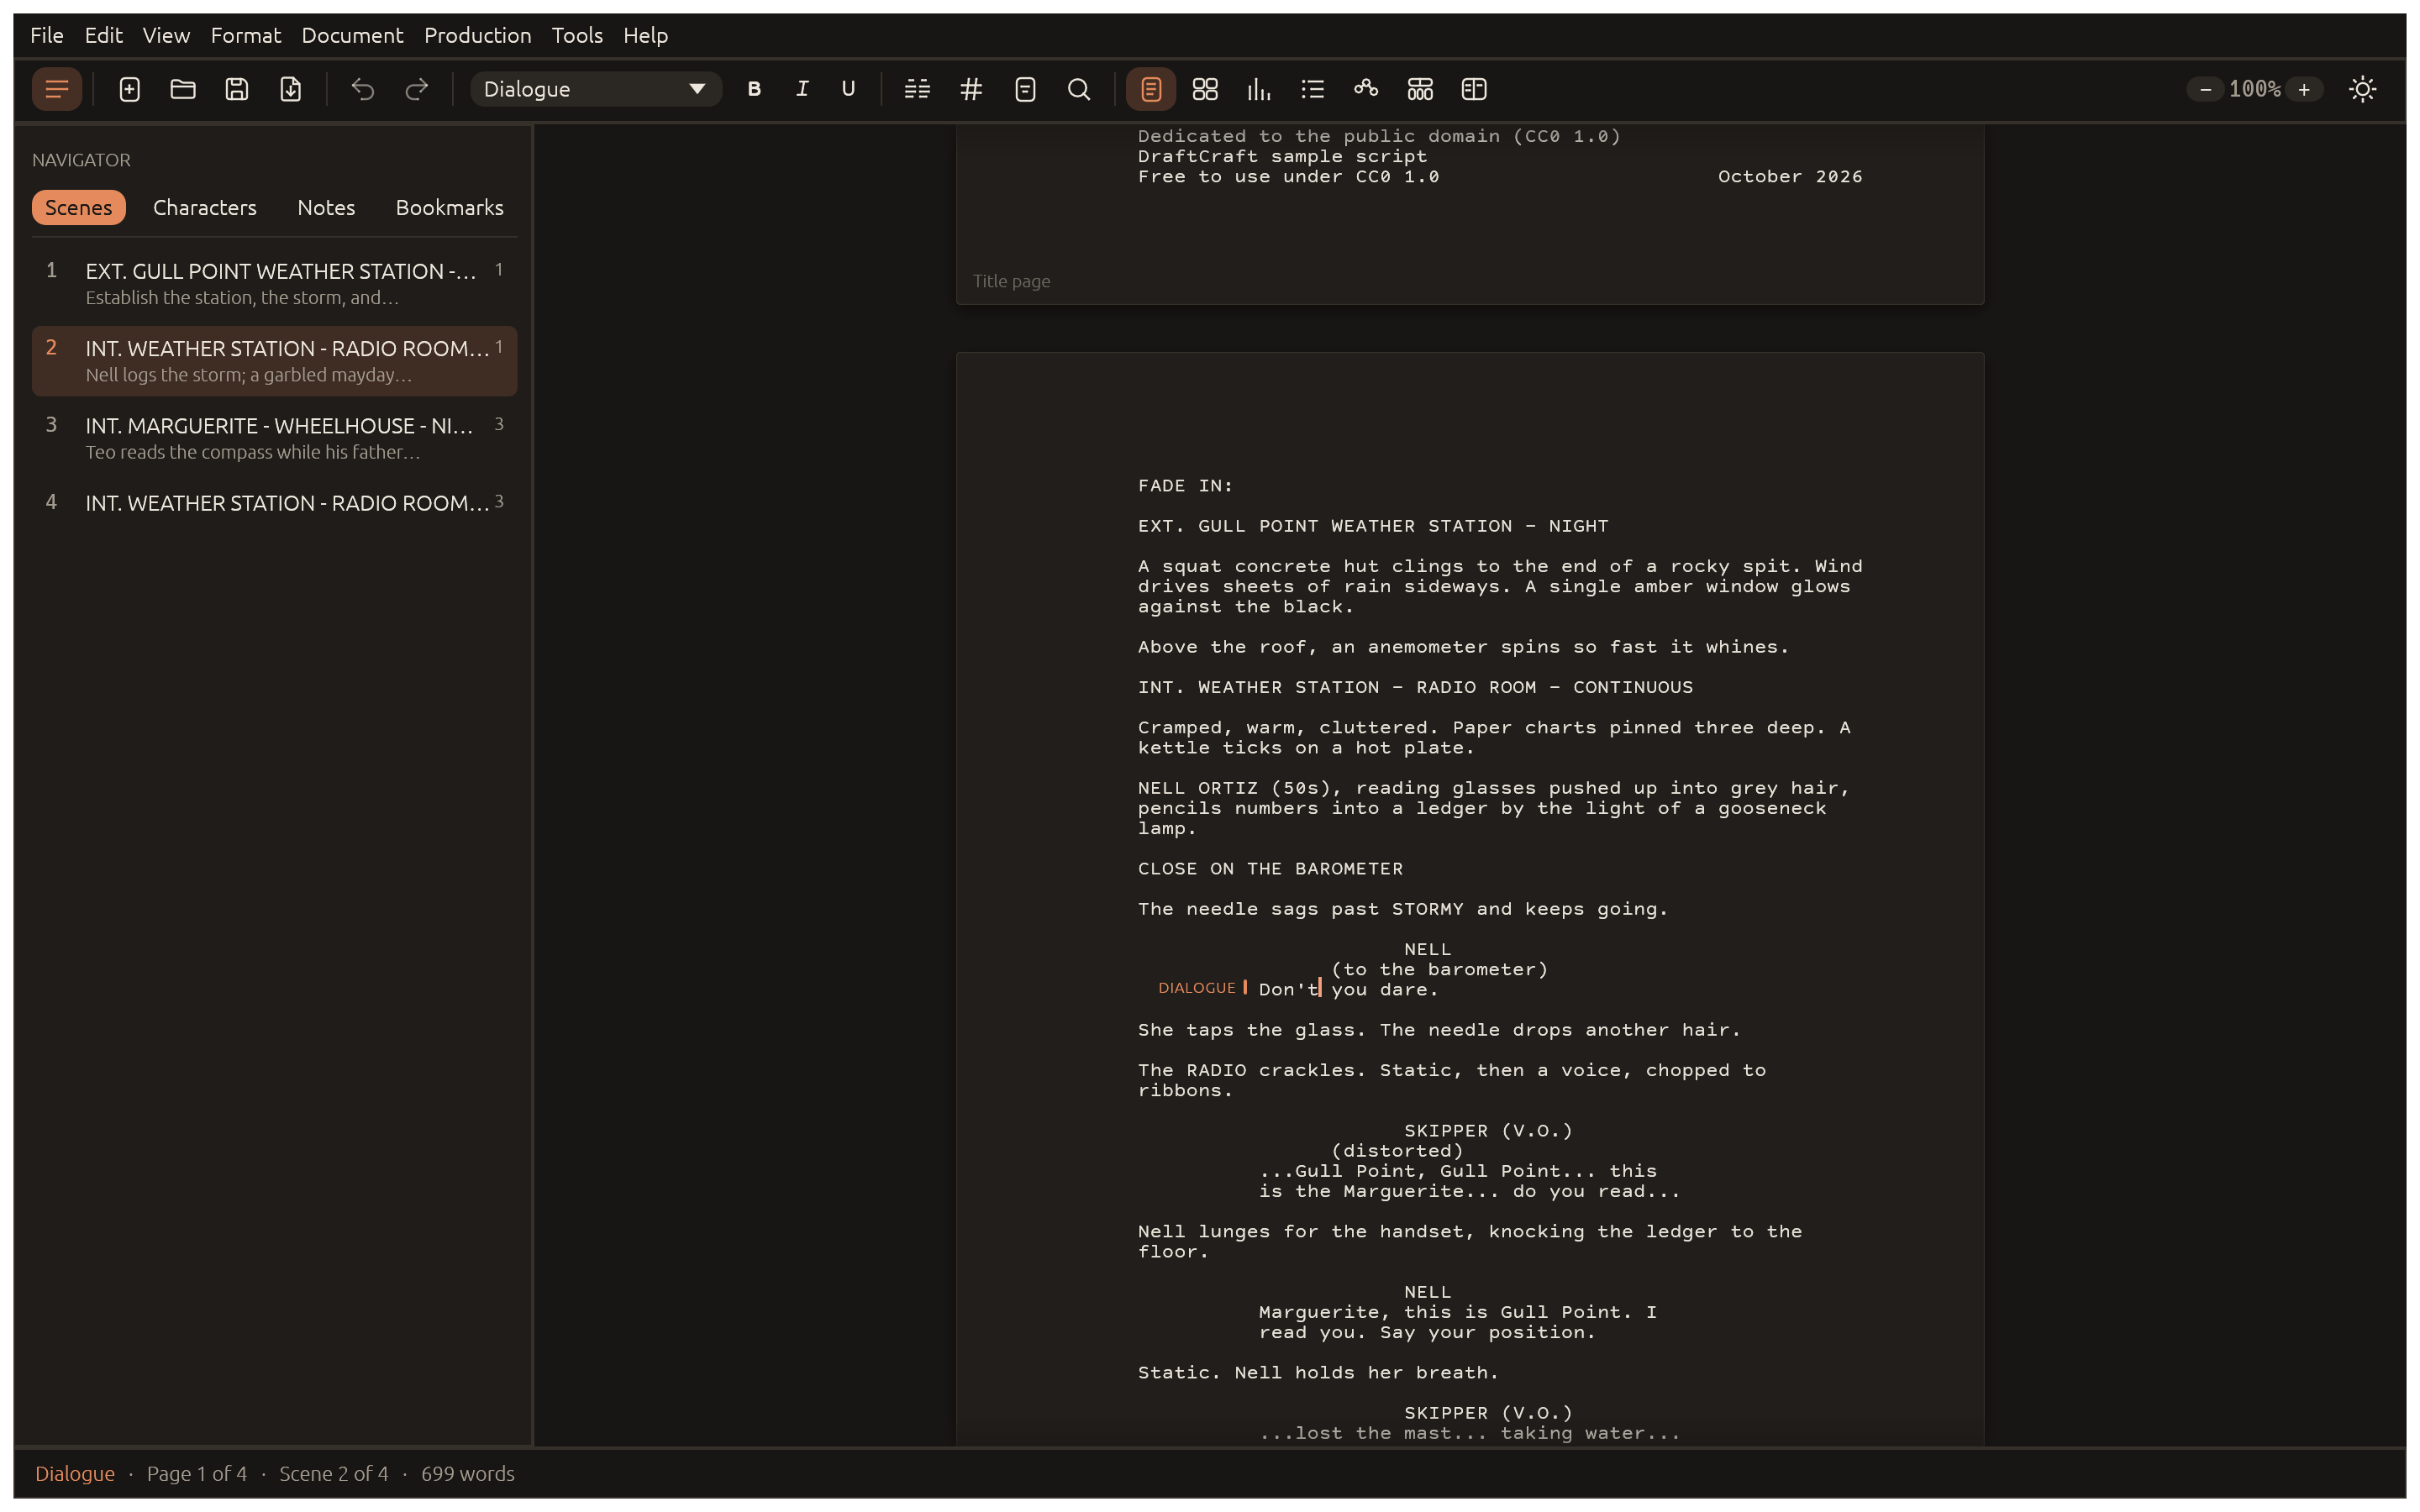 File Edit View Format Document Production Tools Help
Dialogue B I U 100%
NAVIGATOR
Scenes Characters Notes Bookmarks
1 EXT. GULL POINT WEATHER STATION -... 1
Establish the station, the storm, and...
2 INT. WEATHER STATION - RADIO ROOM... 1
Nell logs the storm; a garbled mayday...
3 INT. MARGUERITE - WHEELHOUSE - NI... 3
Teo reads the compass while his father...
4 INT. WEATHER STATION - RADIO ROOM... 3
Dedicated to the public domain (CC0 1.0)
DraftCraft sample script
Free to use under CC0 1.0 October 2026
Title page
FADE IN:
EXT. GULL POINT WEATHER STATION - NIGHT
A squat concrete hut clings to the end of a rocky spit. Wind
drives sheets of rain sideways. A single amber window glows
against the black.
Above the roof, an anemometer spins so fast it whines.
INT. WEATHER STATION - RADIO ROOM - CONTINUOUS
Cramped, warm, cluttered. Paper charts pinned three deep. A
kettle ticks on a hot plate.
NELL ORTIZ (50s), reading glasses pushed up into grey hair,
pencils numbers into a ledger by the light of a gooseneck
lamp.
CLOSE ON THE BAROMETER
The needle sags past STORMY and keeps going.
NELL
(to the barometer)
DIALOGUE Don't you dare.
She taps the glass. The needle drops another hair.
The RADIO crackles. Static, then a voice, chopped to
ribbons.
SKIPPER (V.O.)
(distorted)
...Gull Point, Gull Point... this
is the Marguerite... do you read...
Nell lunges for the handset, knocking the ledger to the
floor.
NELL
Marguerite, this is Gull Point. I
read you. Say your position.
Static. Nell holds her breath.
SKIPPER (V.O.)
...lost the mast... taking water...
Dialogue · Page 1 of 4 · Scene 2 of 4 · 699 words